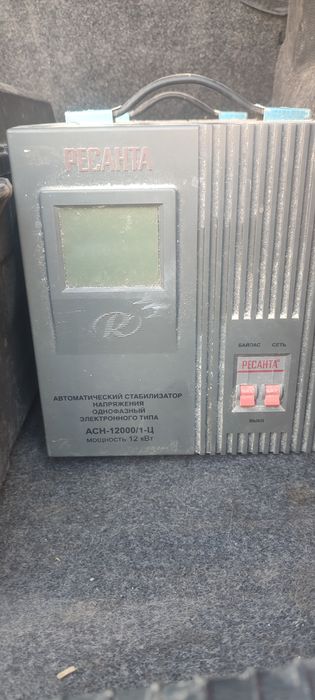 РЕСАНТА
БАЙПАС СЕТЬ
РЕСАНТА
ВЫКЛ
АВТОМАТИЧЕСКИЙ СТАБИЛИЗАТОР
НАПРЯЖЕНИЯ
ОДНОФАЗНЫЙ
ЭЛЕКТРОННОГО ТИПА
АСН-12000/1-Ц
МОЩНОСТЬ 12 кВт